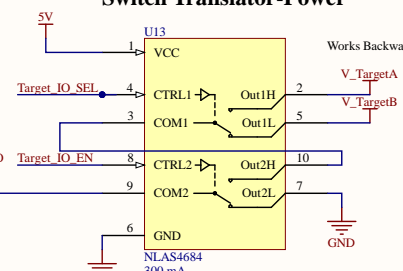 Switch Translator-Power
5V
U13
1 VCC
Works Backwa
Target_IO_SEL 4 CTRL1 Out1H 2 V_TargetA
3 COM1 Out1L 5 V_TargetB
Target_IO_EN 8 CTRL2 Out2H 10
9 COM2 Out2L 7
6 GND
GND
NLAS4684
300 mA